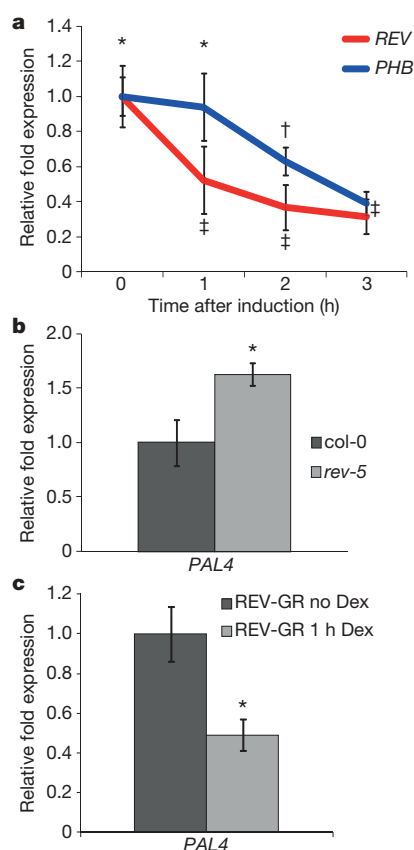 a
1.4
1.2
1.0
0.8
0.6
0.4
0.2
0
Relative fold expression
* *
†
‡ ‡ ‡
REV
PHB
0 1 2 3
Time after induction (h)
b
2.0
1.5
1.0
0.5
0
Relative fold expression
*
col-0
rev-5
PAL4
c
1.2
1.0
0.8
0.6
0.4
0.2
0
Relative fold expression
*
REV-GR no Dex
REV-GR 1 h Dex
PAL4